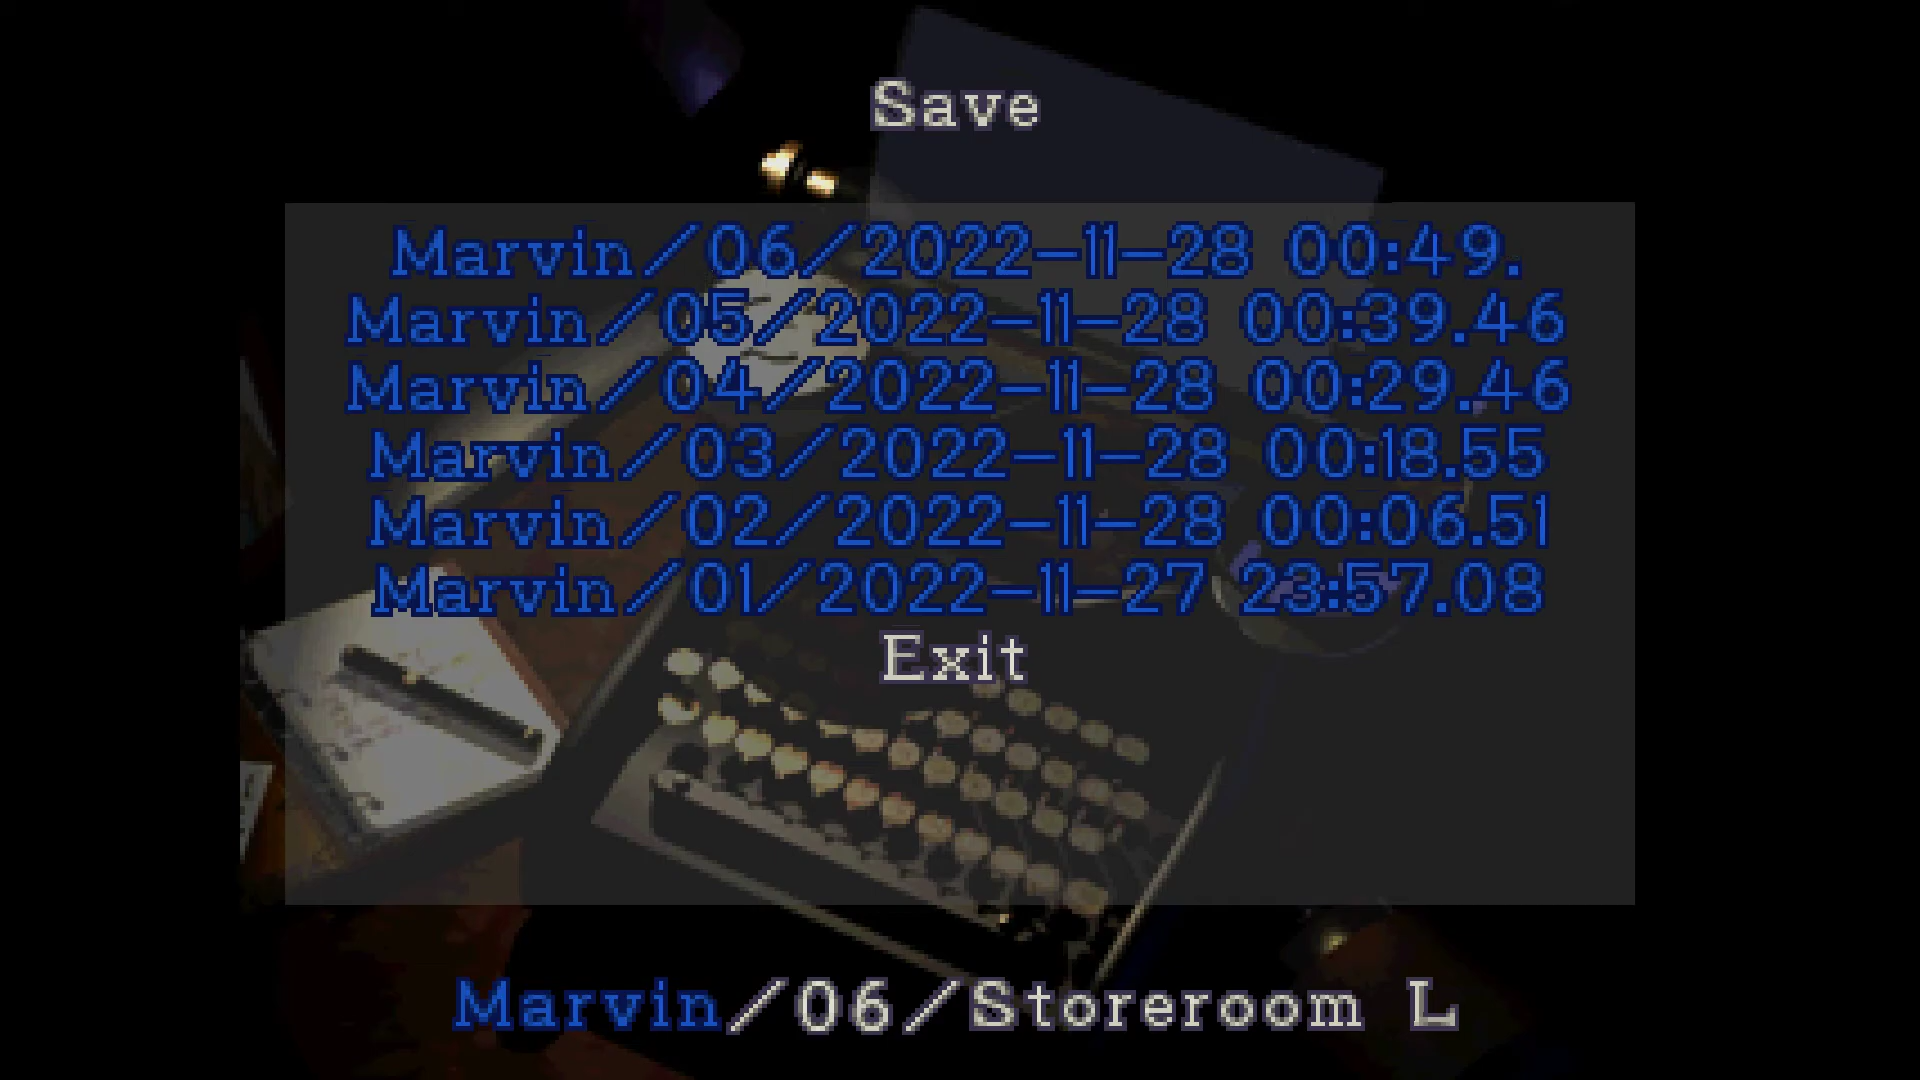 Save
Marvin/06/2022-11-28 00:49.
Marvin/05/2022-11-28 00:39.46
Marvin/04/2022-11-28 00:29.46
Marvin/03/2022-11-28 00:18.55
Marvin/02/2022-11-28 00:06.51
Marvin/01/2022-11-27 23:57.08
Exit
Marvin/06/Storeroom L